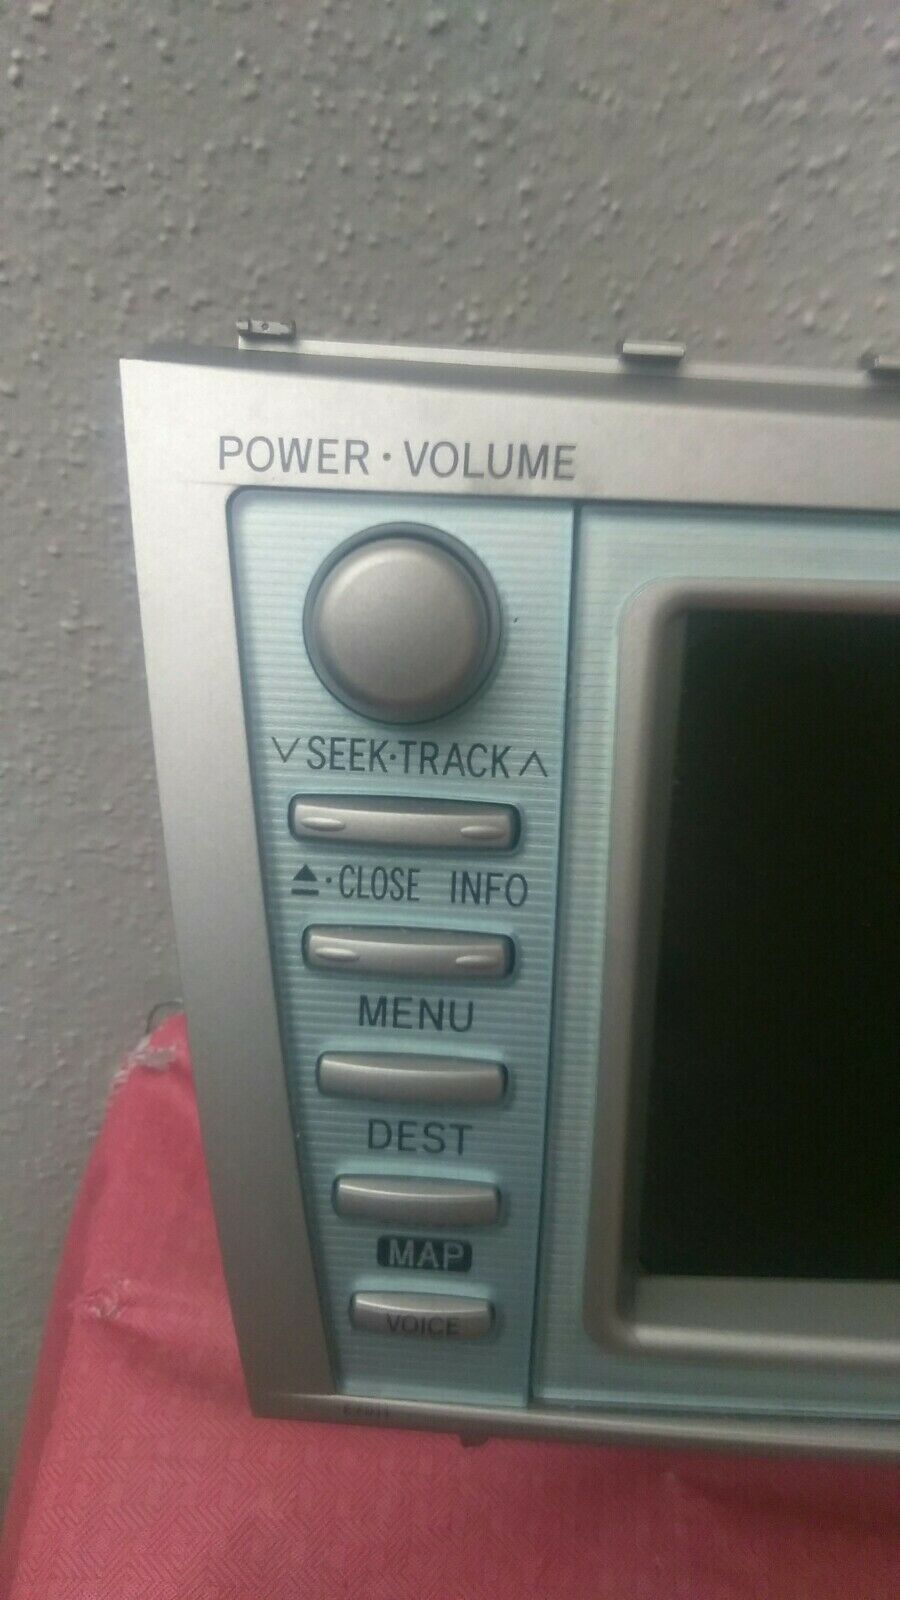 POWER · VOLUME
∨ SEEK·TRACK ∧
⏏·CLOSE INFO
MENU
DEST
MAP
VOICE